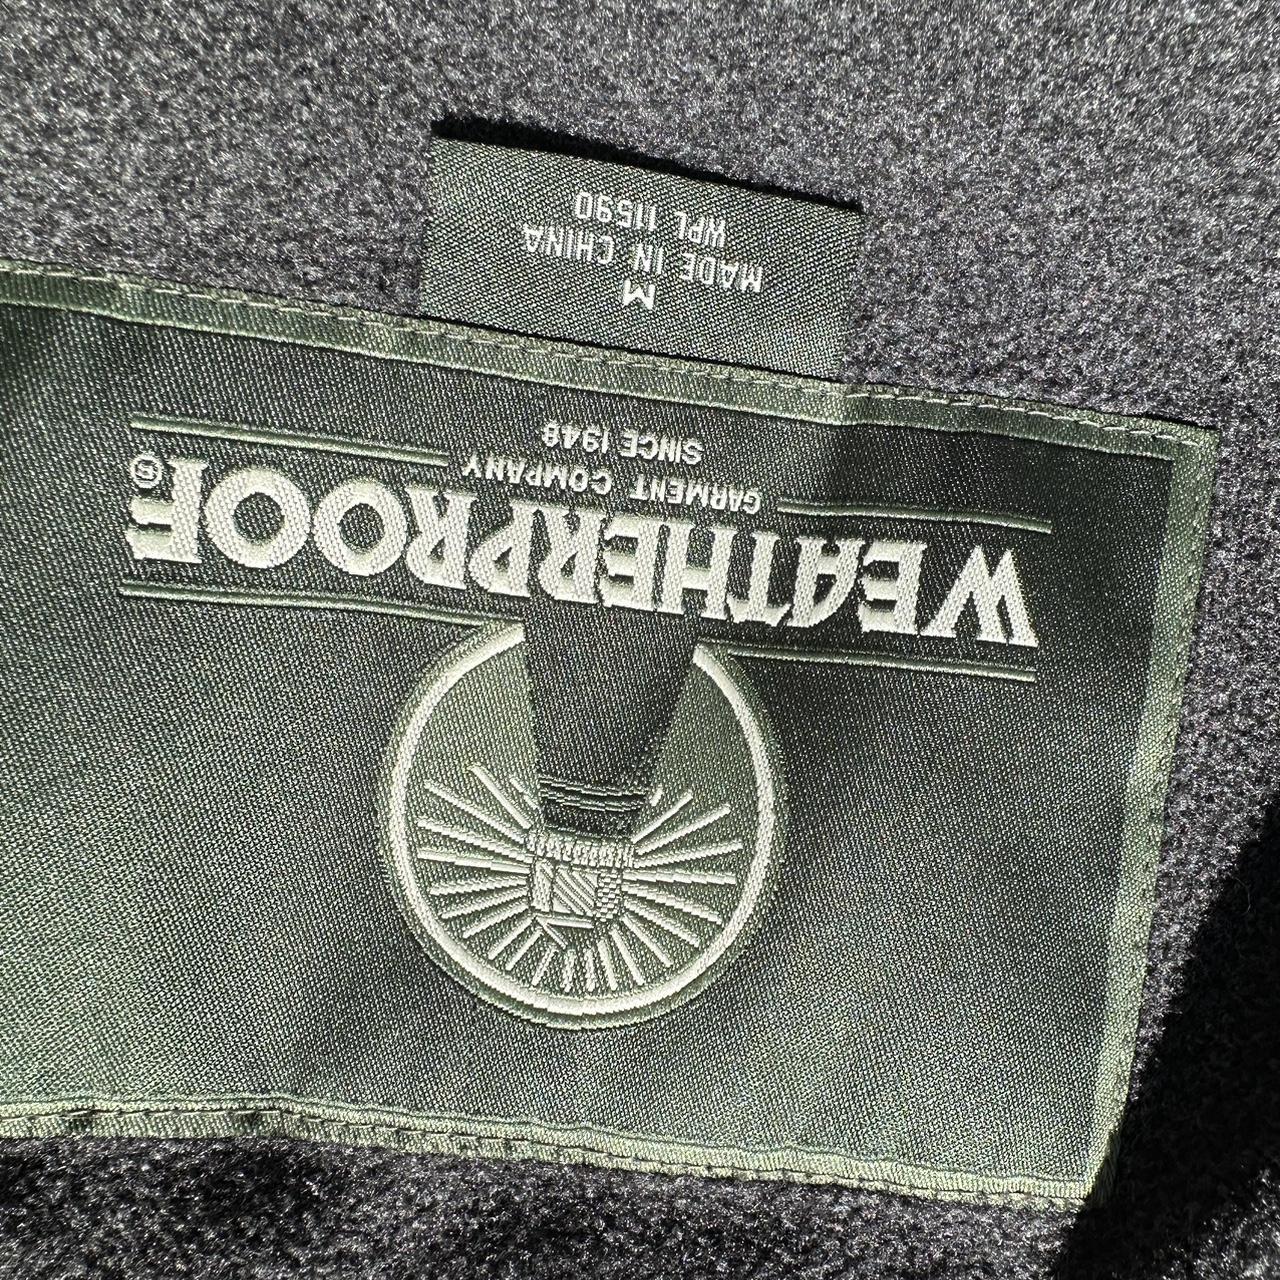 WEATHERPROOF®
GARMENT COMPANY
SINCE 1948
M
MADE IN CHINA
WPL 11590